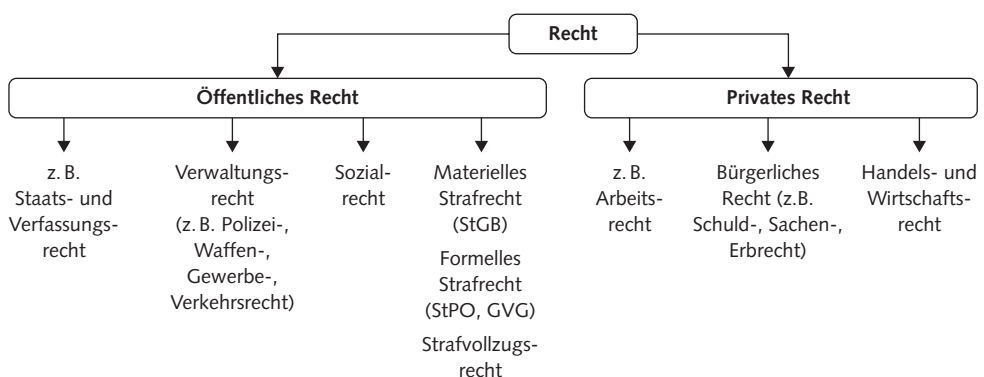 Recht
Öffentliches Recht
Privates Recht
z. B.
Staats- und
Verfassungs-
recht
Verwaltungs-
recht
(z. B. Polizei-,
Waffen-,
Gewerbe-,
Verkehrsrecht)
Sozial-
recht
Materielles
Strafrecht
(StGB)
Formelles
Strafrecht
(StPO, GVG)
Strafvollzugs-
recht
z. B.
Arbeits-
recht
Bürgerliches
Recht (z.B.
Schuld-, Sachen-,
Erbrecht)
Handels- und
Wirtschafts-
recht